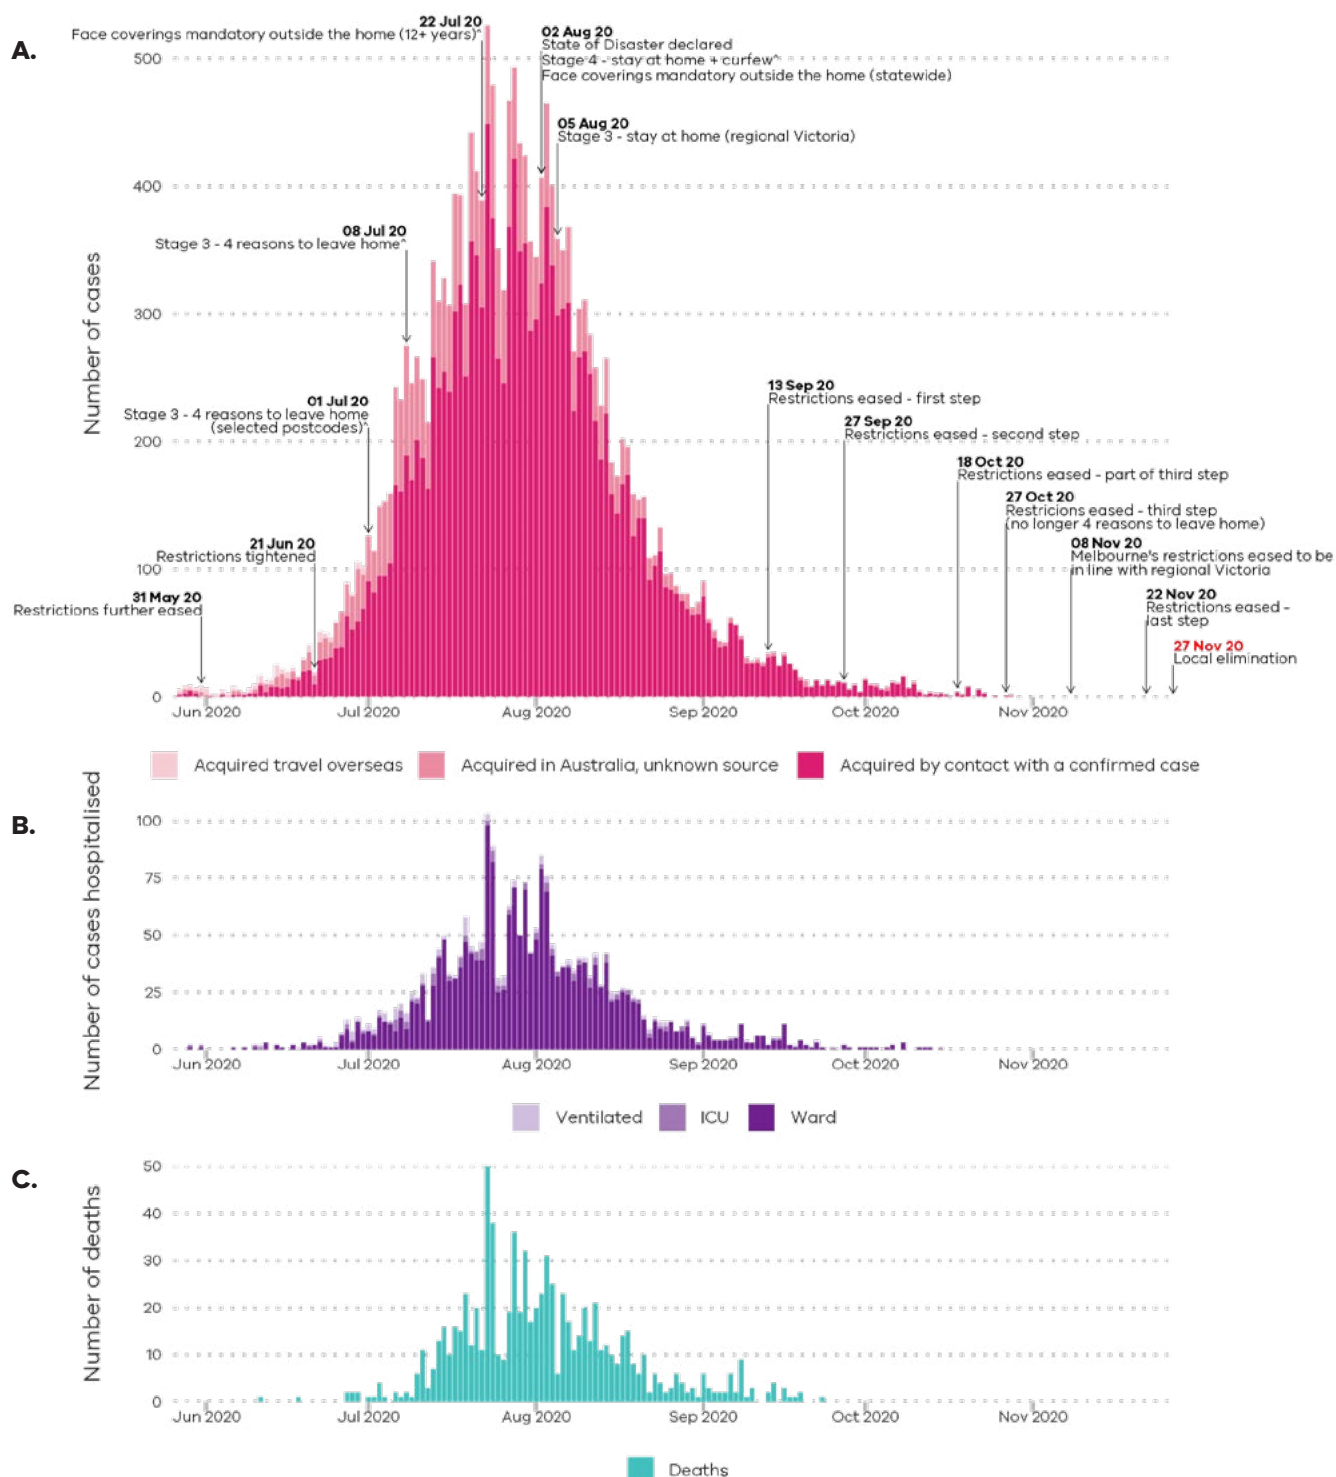 A.
22 Jul 20
Face coverings mandatory outside the home (12+ years)^
02 Aug 20
State of Disaster declared
Stage 4 - stay at home + curfew^
Face coverings mandatory outside the home (statewide)
05 Aug 20
Stage 3 - stay at home (regional Victoria)
08 Jul 20
Stage 3 - 4 reasons to leave home^
01 Jul 20
Stage 3 - 4 reasons to leave home
(selected postcodes)^
21 Jun 20
Restrictions tightened
31 May 20
Restrictions further eased
13 Sep 20
Restrictions eased - first step
27 Sep 20
Restrictions eased - second step
18 Oct 20
Restrictions eased - part of third step
27 Oct 20
Restricions eased - third step
(no longer 4 reasons to leave home)
08 Nov 20
Melbourne's restrictions eased to be
in line with regional Victoria
22 Nov 20
Restrictions eased -
last step
27 Nov 20
Local elimination
Number of cases
500
400
300
200
100
0
Jun 2020
Jul 2020
Aug 2020
Sep 2020
Oct 2020
Nov 2020
Acquired travel overseas
Acquired in Australia, unknown source
Acquired by contact with a confirmed case
B.
Number of cases hospitalised
100
75
50
25
0
Jun 2020
Jul 2020
Aug 2020
Sep 2020
Oct 2020
Nov 2020
Ventilated
ICU
Ward
C.
Number of deaths
50
40
30
20
10
0
Jun 2020
Jul 2020
Aug 2020
Sep 2020
Oct 2020
Nov 2020
Deaths